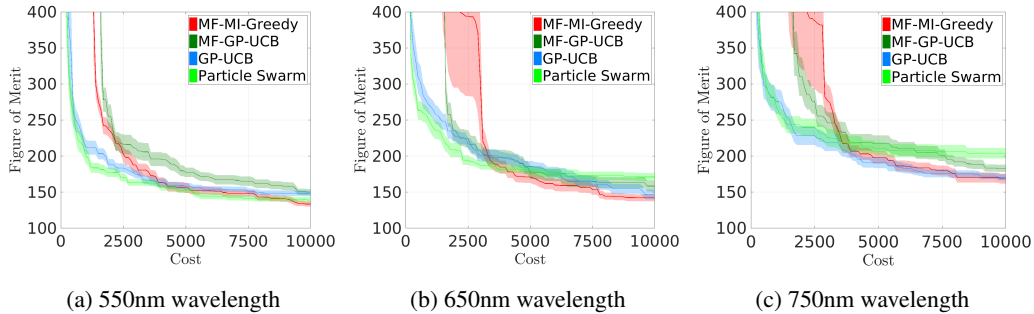 400
350
300
250
200
150
100
Figure of Merit
0 2500 5000 7500 10000
Cost
MF-MI-Greedy
MF-GP-UCB
GP-UCB
Particle Swarm
(a) 550nm wavelength
400
350
300
250
200
150
100
Figure of Merit
0 2500 5000 7500 10000
Cost
MF-MI-Greedy
MF-GP-UCB
GP-UCB
Particle Swarm
(b) 650nm wavelength
400
350
300
250
200
150
100
Figure of Merit
0 2500 5000 7500 10000
Cost
MF-MI-Greedy
MF-GP-UCB
GP-UCB
Particle Swarm
(c) 750nm wavelength